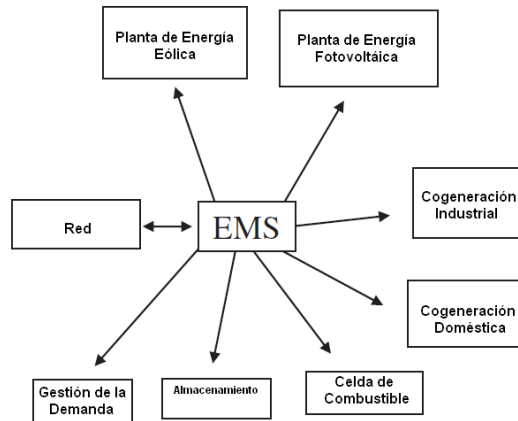 Planta de Energía
Eólica
Planta de Energía
Fotovoltáica
Red
EMS
Cogeneración
Industrial
Cogeneración
Doméstica
Gestión de la
Demanda
Almacenamiento
Celda de
Combustible